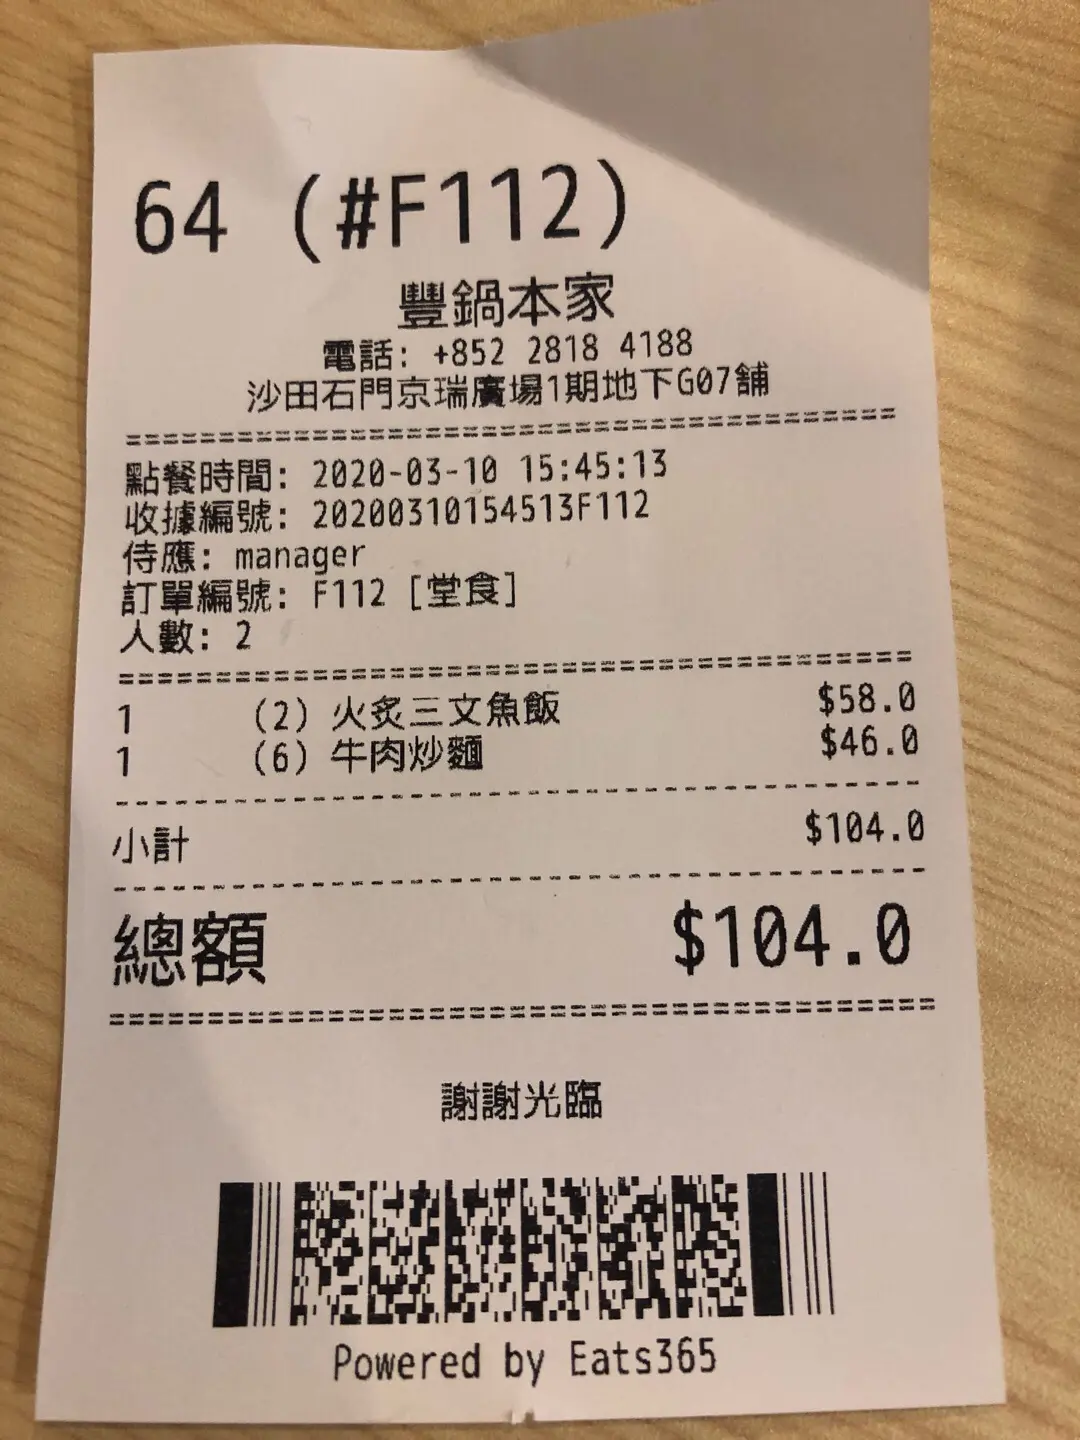 64 (#F112)
豐鍋本家
電話: +852 2818 4188
沙田石門京瑞廣場1期地下G07舖
點餐時間: 2020-03-10 15:45:13
收據編號: 20200310154513F112
侍應: manager
訂單編號: F112 [堂食]
人數: 2
1 (2) 火炙三文魚飯 $58.0
1 (6) 牛肉炒麵 $46.0
小計 $104.0
總額 $104.0
謝謝光臨
Powered by Eats365